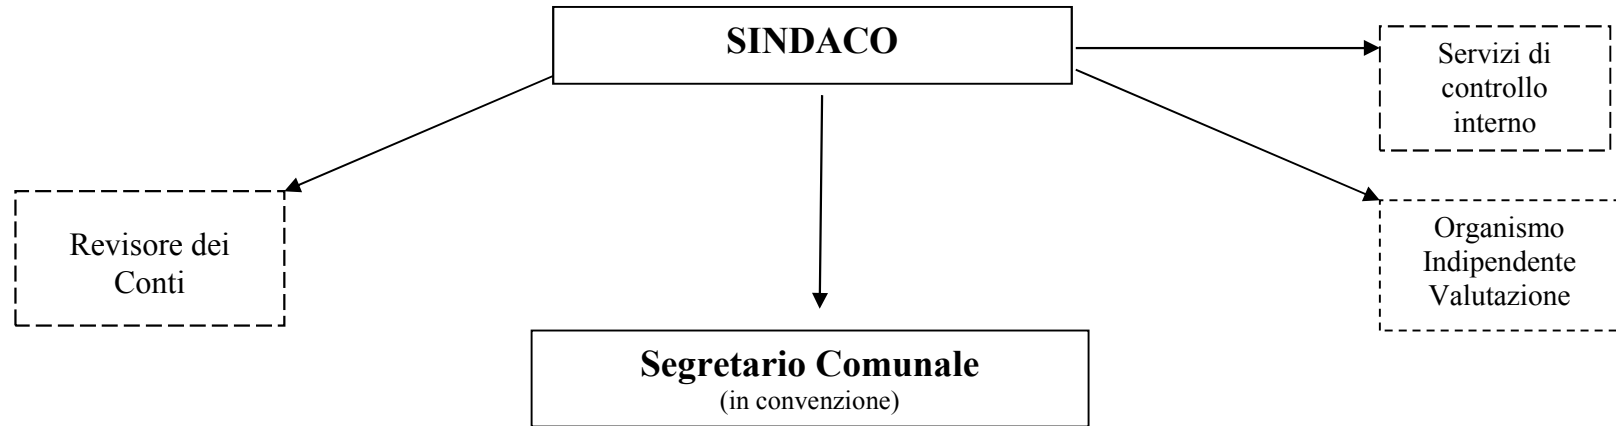 SINDACO
Servizi di
controllo
interno
Revisore dei
Conti
Organismo
Indipendente
Valutazione
Segretario Comunale
(in convenzione)